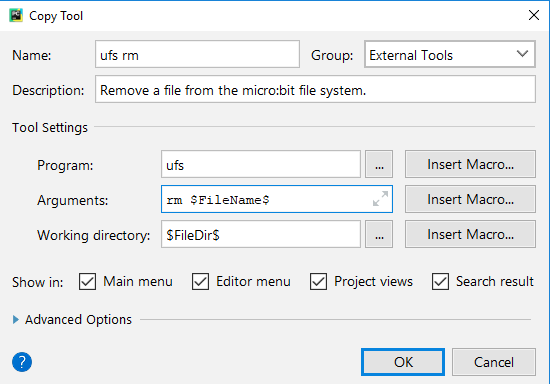 PC
Copy Tool
Name: ufs rm Group: External Tools
Description: Remove a file from the micro:bit file system.
Tool Settings
Program: ufs ... Insert Macro...
Arguments: rm $FileName$ Insert Macro...
Working directory: $FileDir$ ... Insert Macro...
Show in: Main menu Editor menu Project views Search result
Advanced Options
? OK Cancel